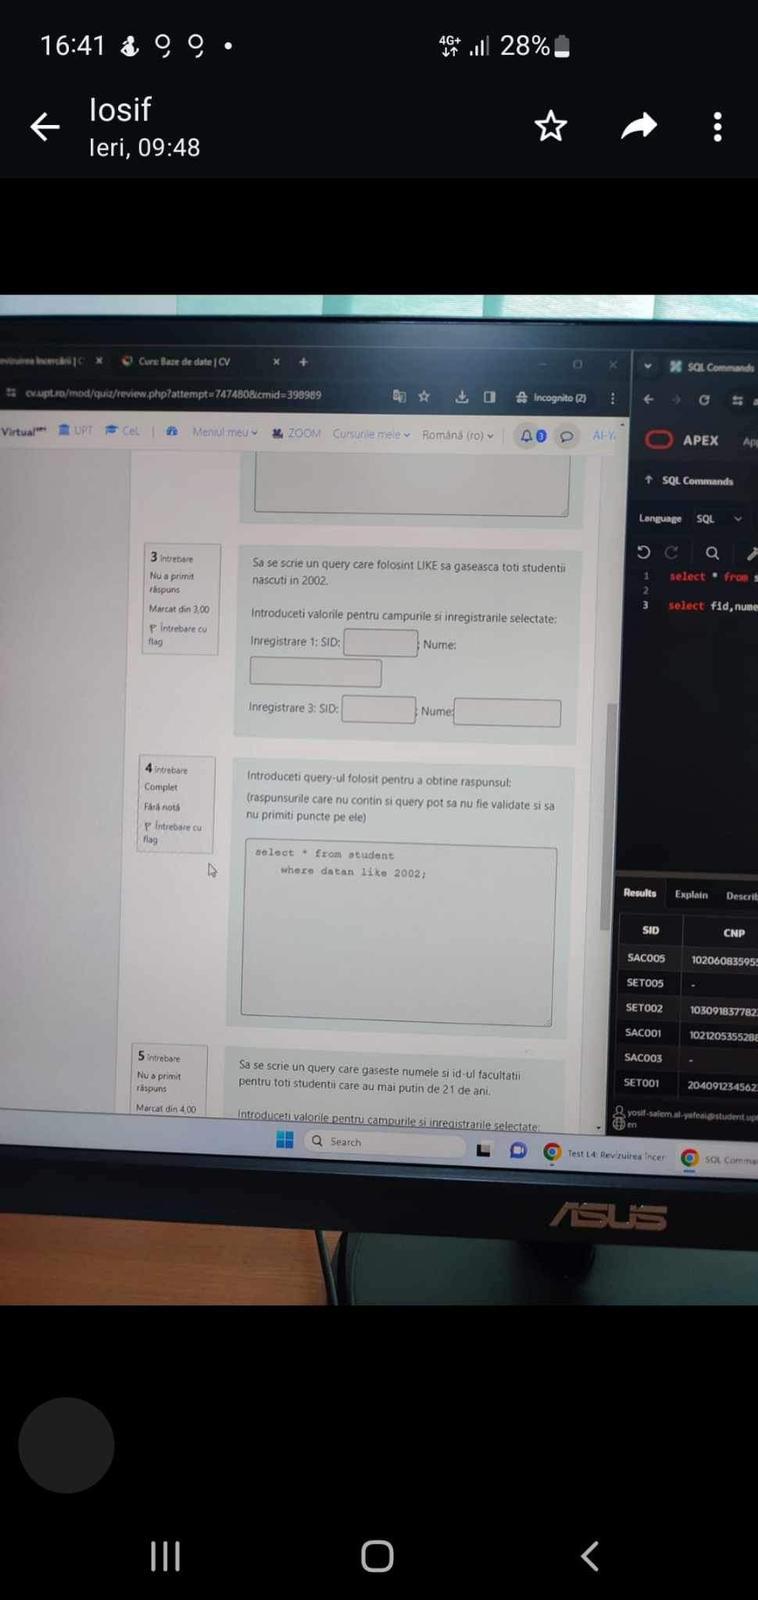 16:41
4G+ 28%
Iosif
Ieri, 09:48
Curs: Baze de date | CV
SQL Commands
cv.upt.ro/mod/quiz/review.php?attempt=747480&cmid=398989
Incognito (2)
Virtual UPT CeL | Meniul meu ZOOM Cursurile mele Română (ro) 3
APEX
SQL Commands
Language SQL
1 select * from s
2
3 select fid,nume
3 întrebare
Nu a primit
răspuns
Marcat din 3,00
Întrebare cu
flag
Sa se scrie un query care folosint LIKE sa gaseasca toti studentii
nascuti in 2002.
Introduceti valorile pentru campurile si inregistrarile selectate:
Inregistrare 1: SID: ; Nume:
Inregistrare 3: SID: ; Nume:
4 întrebare
Complet
Fără notă
Întrebare cu
flag
Introduceti query-ul folosit pentru a obtine raspunsul:
(raspunsurile care nu contin si query pot sa nu fie validate si sa
nu primiti puncte pe ele)
select * from student
where datan like 2002;
Results Explain Describ
SID CNP
SAC005 102060835955
SET005 -
SET002 103091837782
SAC001 102120535528
SAC003 -
SET001 204091234562
5 întrebare
Nu a primit
răspuns
Marcat din 4,00
Sa se scrie un query care gaseste numele si id-ul facultatii
pentru toti studentii care au mai putin de 21 de ani.
Introduceti valorile pentru campurile si inregistrarile selectate:
yosif-salem.al-yafeai@student.upt
en
Search
Test L4: Revizuirea încer
SQL Comma
ASUS